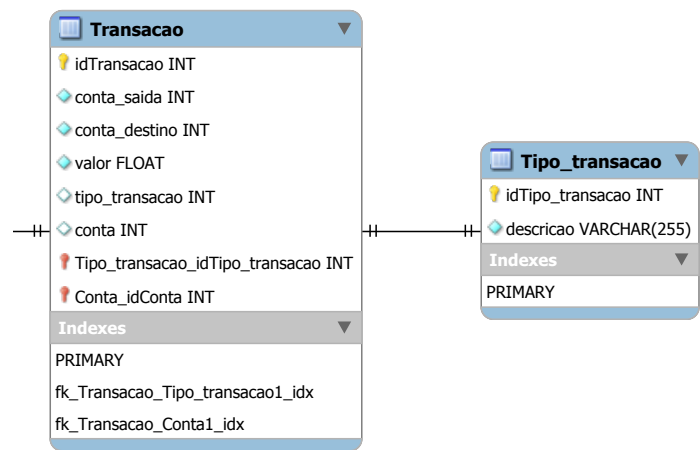 Transacao
idTransacao INT
conta_saida INT
conta_destino INT
valor FLOAT
tipo_transacao INT
conta INT
Tipo_transacao_idTipo_transacao INT
Conta_idConta INT
Indexes
PRIMARY
fk_Transacao_Tipo_transacao1_idx
fk_Transacao_Conta1_idx
Tipo_transacao
idTipo_transacao INT
descricao VARCHAR(255)
Indexes
PRIMARY